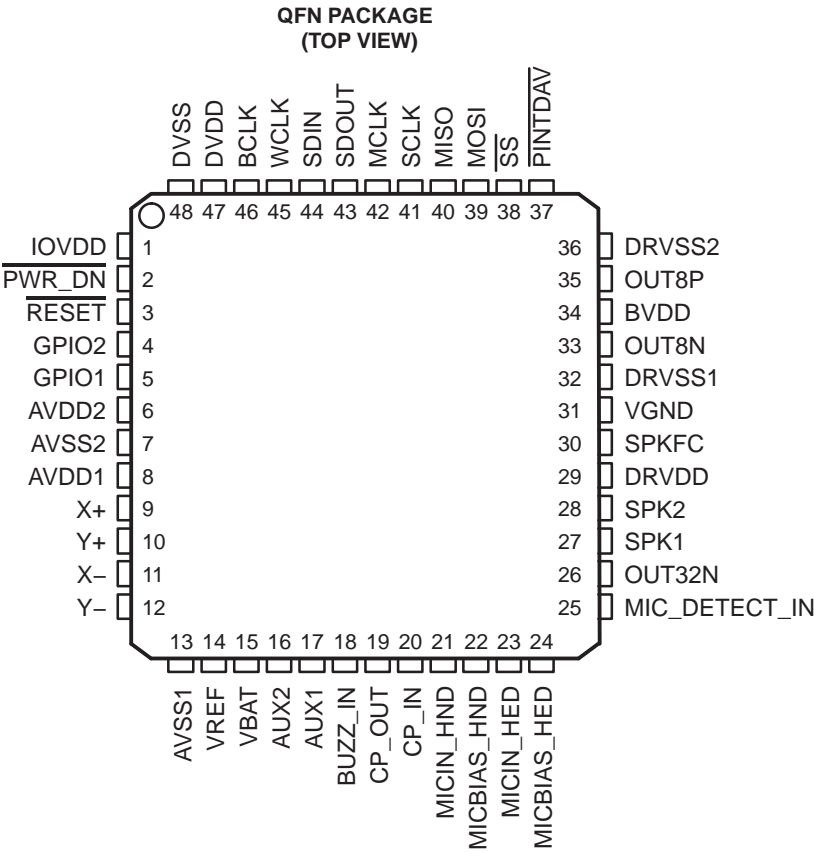 QFN PACKAGE
(TOP VIEW)
DVSS
DVDD
BCLK
WCLK
SDIN
SDOUT
MCLK
SCLK
MISO
MOSI
SS
PINTDAV
48 47 46 45 44 43 42 41 40 39 38 37
IOVDD 1
PWR_DN 2
RESET 3
GPIO2 4
GPIO1 5
AVDD2 6
AVSS2 7
AVDD1 8
X+ 9
Y+ 10
X– 11
Y– 12
36 DRVSS2
35 OUT8P
34 BVDD
33 OUT8N
32 DRVSS1
31 VGND
30 SPKFC
29 DRVDD
28 SPK2
27 SPK1
26 OUT32N
25 MIC_DETECT_IN
13 14 15 16 17 18 19 20 21 22 23 24
AVSS1
VREF
VBAT
AUX2
AUX1
BUZZ_IN
CP_OUT
CP_IN
MICIN_HND
MICBIAS_HND
MICIN_HED
MICBIAS_HED